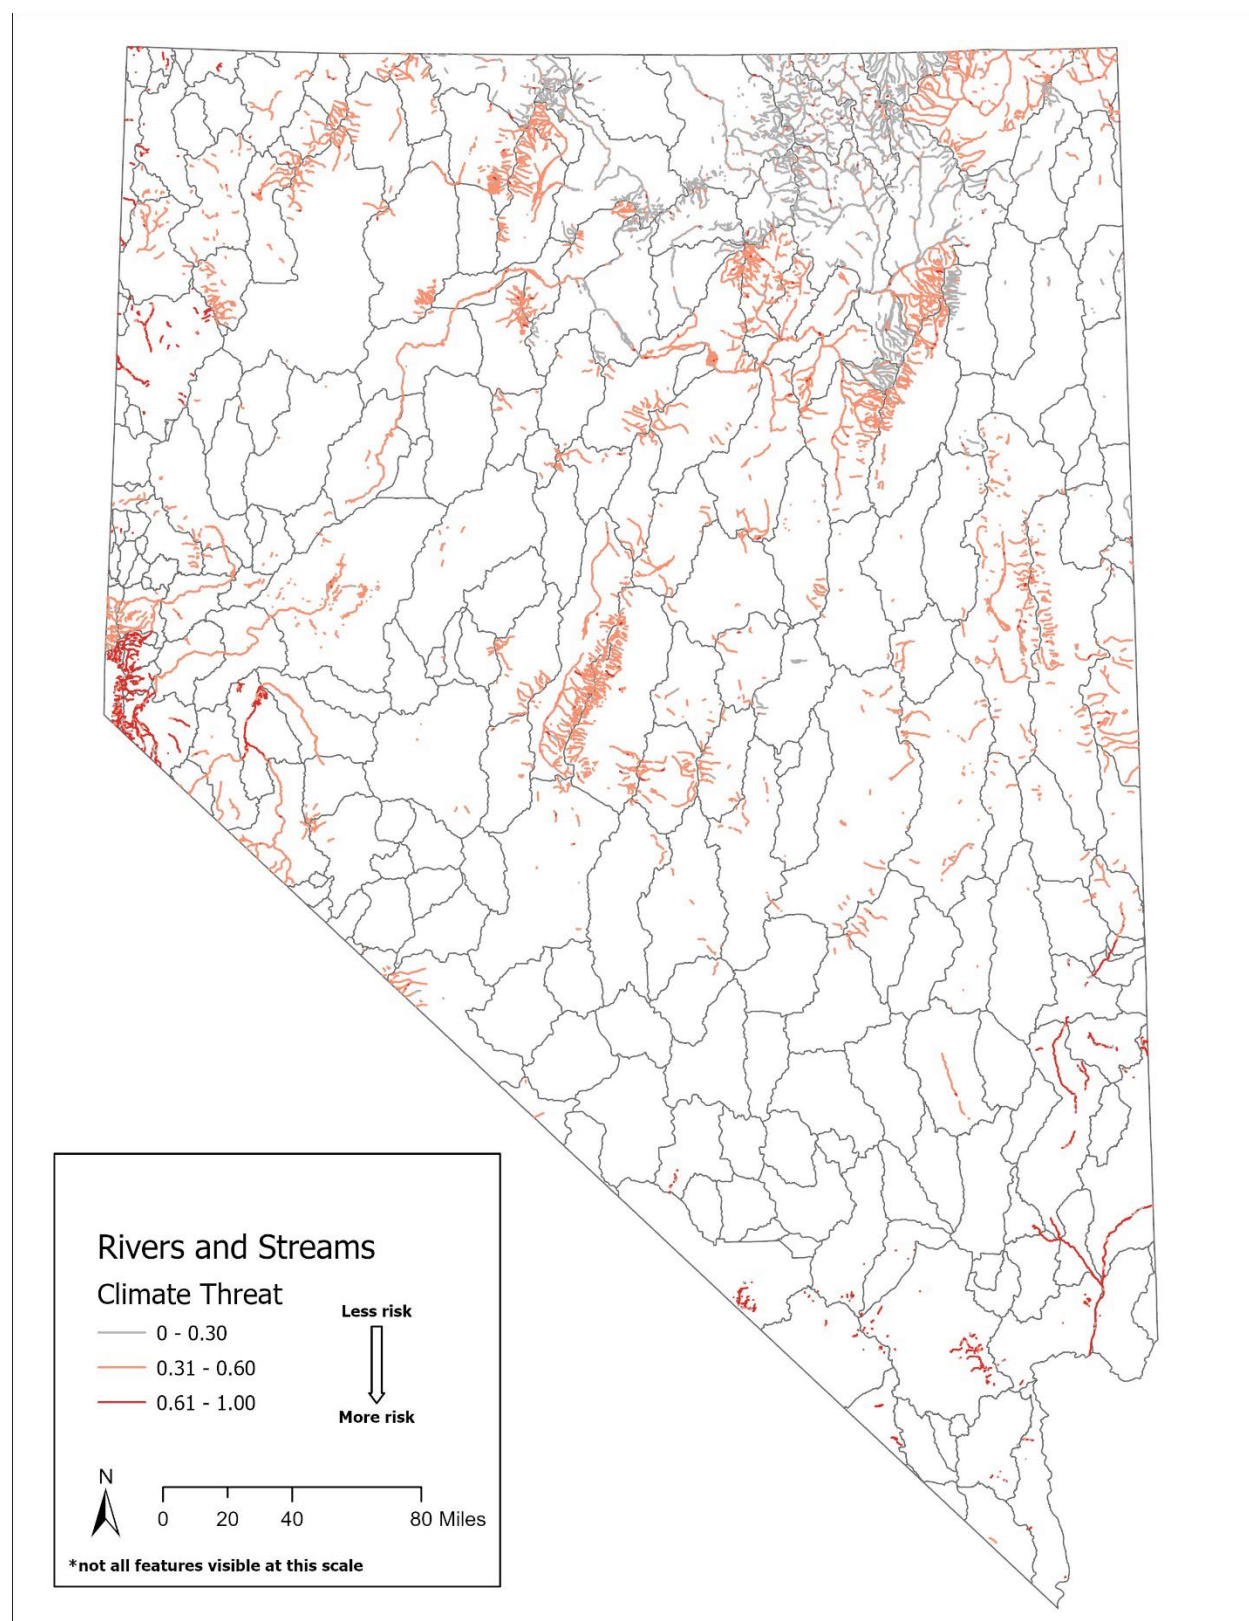 Rivers and Streams
Climate Threat
Less risk
0 - 0.30
0.31 - 0.60
0.61 - 1.00
More risk
N
0 20 40 80 Miles
*not all features visible at this scale